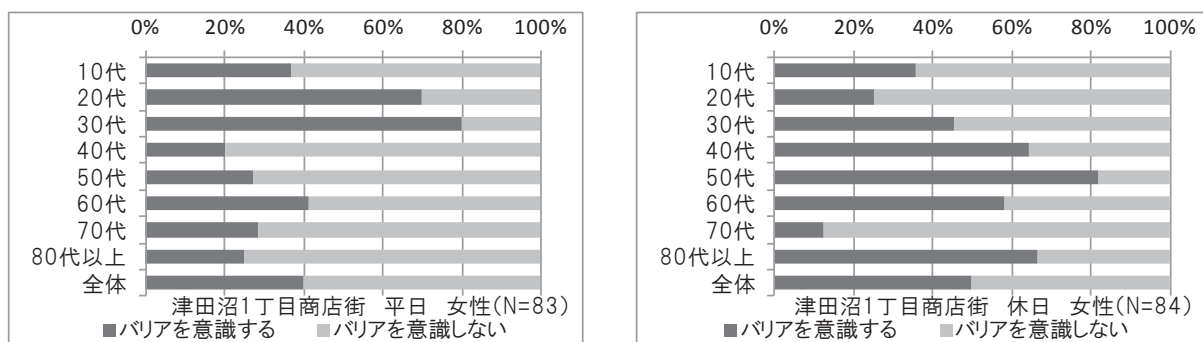 0% 20% 40% 60% 80% 100%
10代
20代
30代
40代
50代
60代
70代
80代以上
全体
津田沼1丁目商店街 平日 女性(N=83)
■バリアを意識する ■バリアを意識しない
0% 20% 40% 60% 80% 100%
10代
20代
30代
40代
50代
60代
70代
80代以上
全体
津田沼1丁目商店街 休日 女性(N=84)
■バリアを意識する ■バリアを意識しない